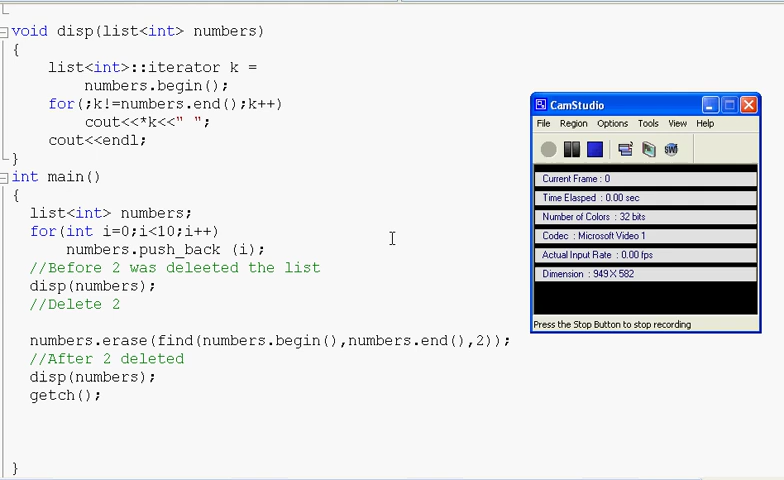 void disp(list<int> numbers)
{
list<int>::iterator k =
numbers.begin();
for(;k!=numbers.end();k++)
cout<<*k<<" ";
cout<<endl;
}
int main()
{
list<int> numbers;
for(int i=0;i<10;i++)
numbers.push_back (i);
//Before 2 was deleeted the list
disp(numbers);
//Delete 2
numbers.erase(find(numbers.begin(),numbers.end(),2));
//After 2 deleted
disp(numbers);
getch();
}
CamStudio
File Region Options Tools View Help
SWF
Current Frame : 0
Time Elasped : 0.00 sec
Number of Colors : 32 bits
Codec : Microsoft Video 1
Actual Input Rate : 0.00 fps
Dimension : 949 X 582
Press the Stop Button to stop recording